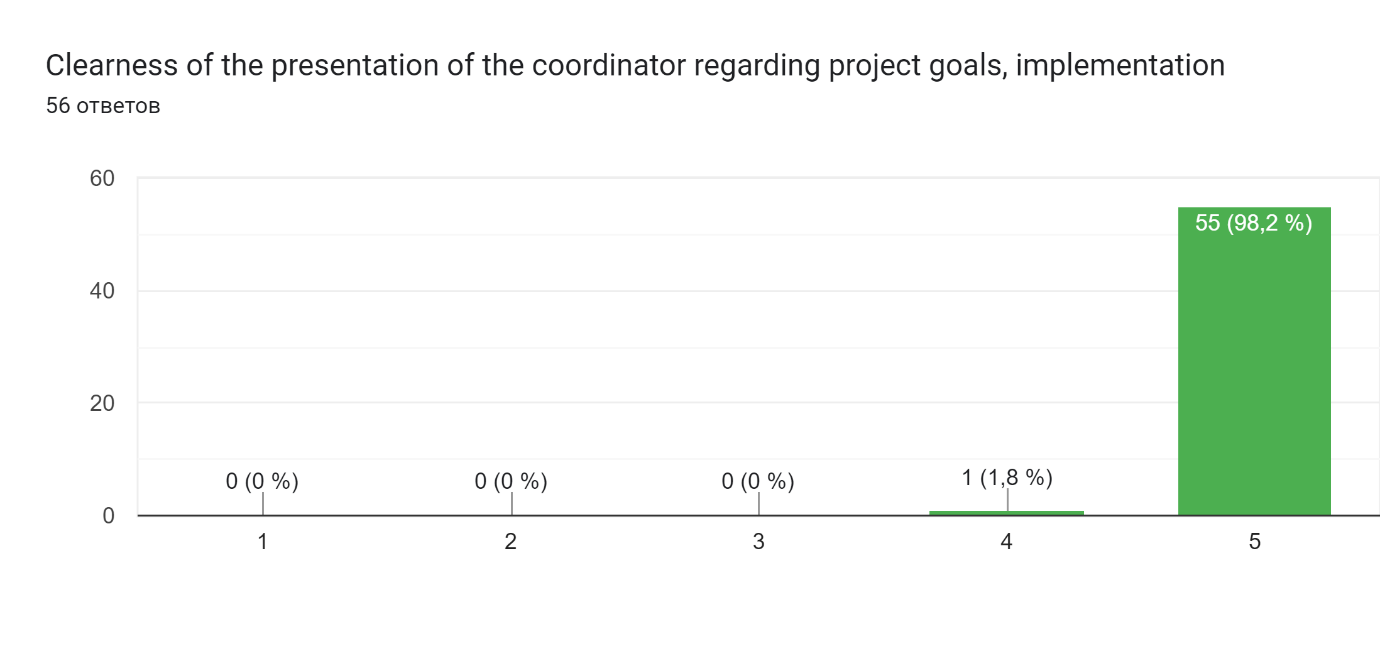 Clearness of the presentation of the coordinator regarding project goals, implementation
56 ответов
60
40
20
0
0 (0 %)
0 (0 %)
0 (0 %)
1 (1,8 %)
55 (98,2 %)
1
2
3
4
5